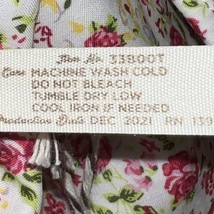 Item No. 33800T
Care MACHINE WASH COLD
DO NOT BLEACH
TUMBLE DRY LOW
COOL IRON IF NEEDED
Production Date DEC 2021 RN 139